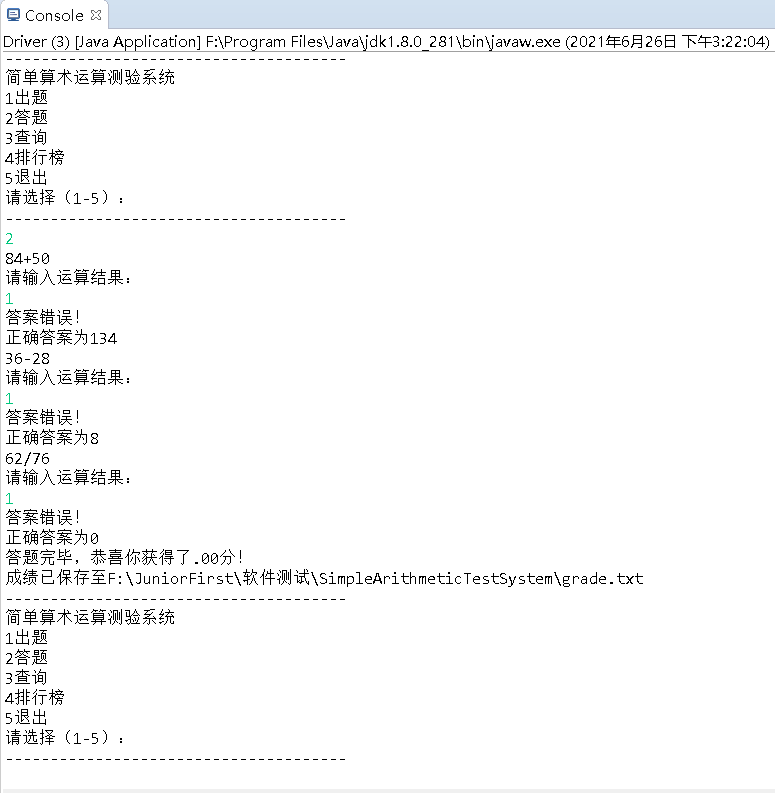 Console
Driver (3) [Java Application] F:\Program Files\Java\jdk1.8.0_281\bin\javaw.exe (2021年6月26日 下午3:22:04)
--------------------------------------
简单算术运算测验系统
1出题
2答题
3查询
4排行榜
5退出
请选择（1-5）：
--------------------------------------
2
84+50
请输入运算结果：
1
答案错误！
正确答案为134
36-28
请输入运算结果：
1
答案错误！
正确答案为8
62/76
请输入运算结果：
1
答案错误！
正确答案为0
答题完毕，恭喜你获得了.00分！
成绩已保存至F:\JuniorFirst\软件测试\SimpleArithmeticTestSystem\grade.txt
--------------------------------------
简单算术运算测验系统
1出题
2答题
3查询
4排行榜
5退出
请选择（1-5）：
--------------------------------------